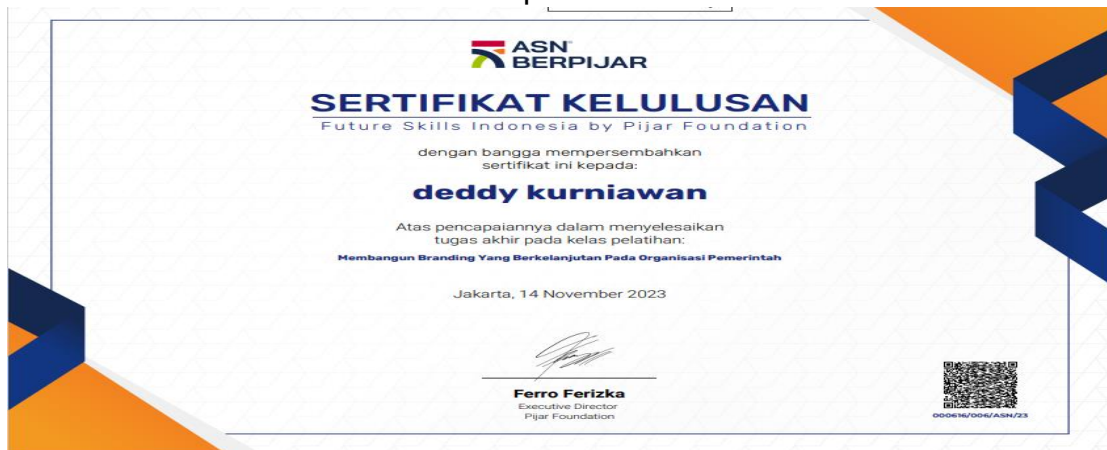 ASN
BERPIJAR
SERTIFIKAT KELULUSAN
Future Skills Indonesia by Pijar Foundation
dengan bangga mempersembahkan
sertifikat ini kepada:
deddy kurniawan
Atas pencapaiannya dalam menyelesaikan
tugas akhir pada kelas pelatihan:
Membangun Branding Yang Berkelanjutan Pada Organisasi Pemerintah
Jakarta, 14 November 2023
Ferro Ferizka
Executive Director
Pijar Foundation
000616/006/ASN/23